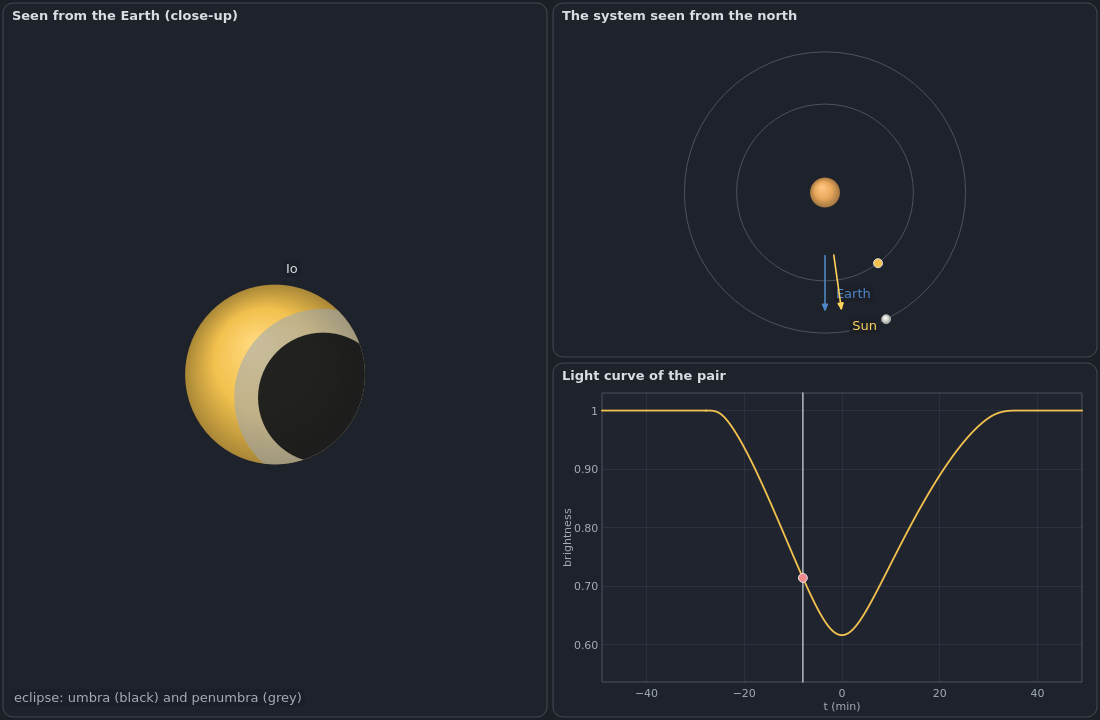 Seen from the Earth (close-up)
Io
eclipse: umbra (black) and penumbra (grey)
The system seen from the north
Earth
Sun
Light curve of the pair
1
0.90
0.80
0.70
0.60
brightness
−40
−20
0
20
40
t (min)